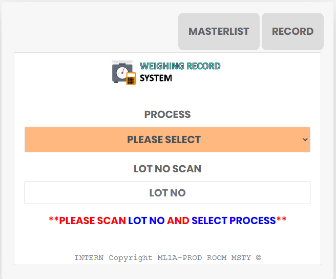 MASTERLIST RECORD
WEIGHING RECORD
SYSTEM
PROCESS
PLEASE SELECT
LOT NO SCAN
LOT NO
**PLEASE SCAN LOT NO AND SELECT PROCESS**
INTERN Copyright ML1A-PROD ROOM MSTY ©